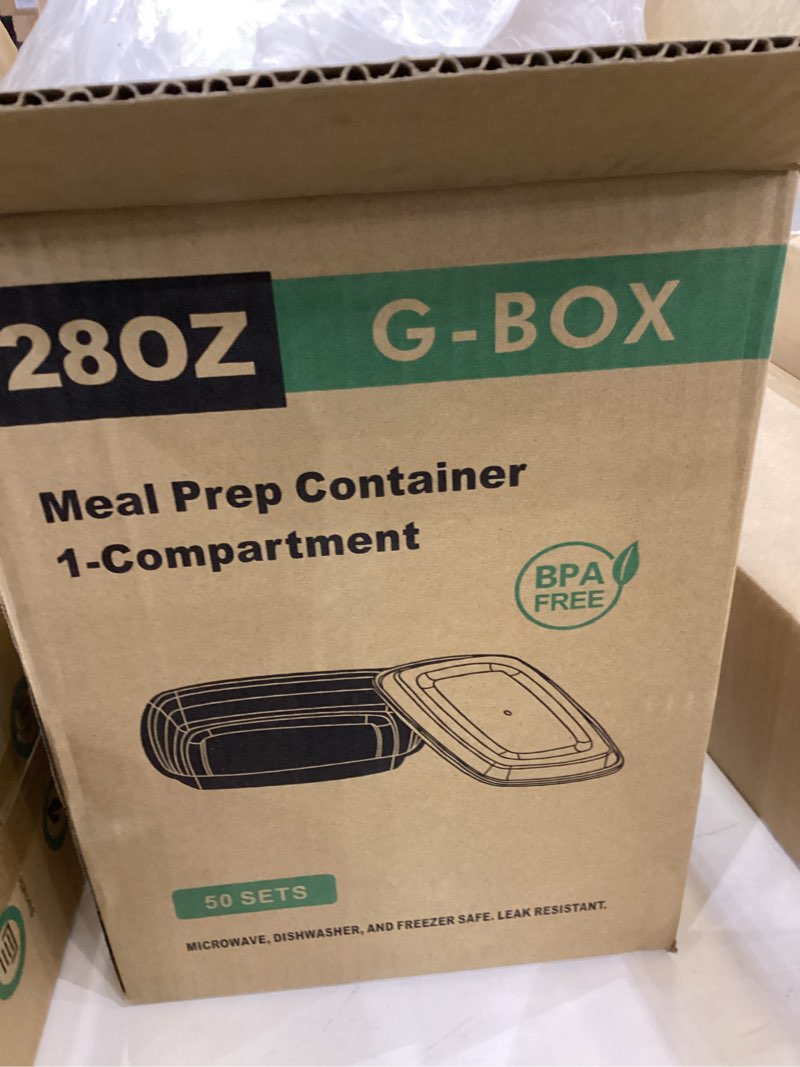 28OZ
G-BOX
Meal Prep Container
1-Compartment
BPA
FREE
50 SETS
MICROWAVE, DISHWASHER, AND FREEZER SAFE. LEAK RESISTANT.